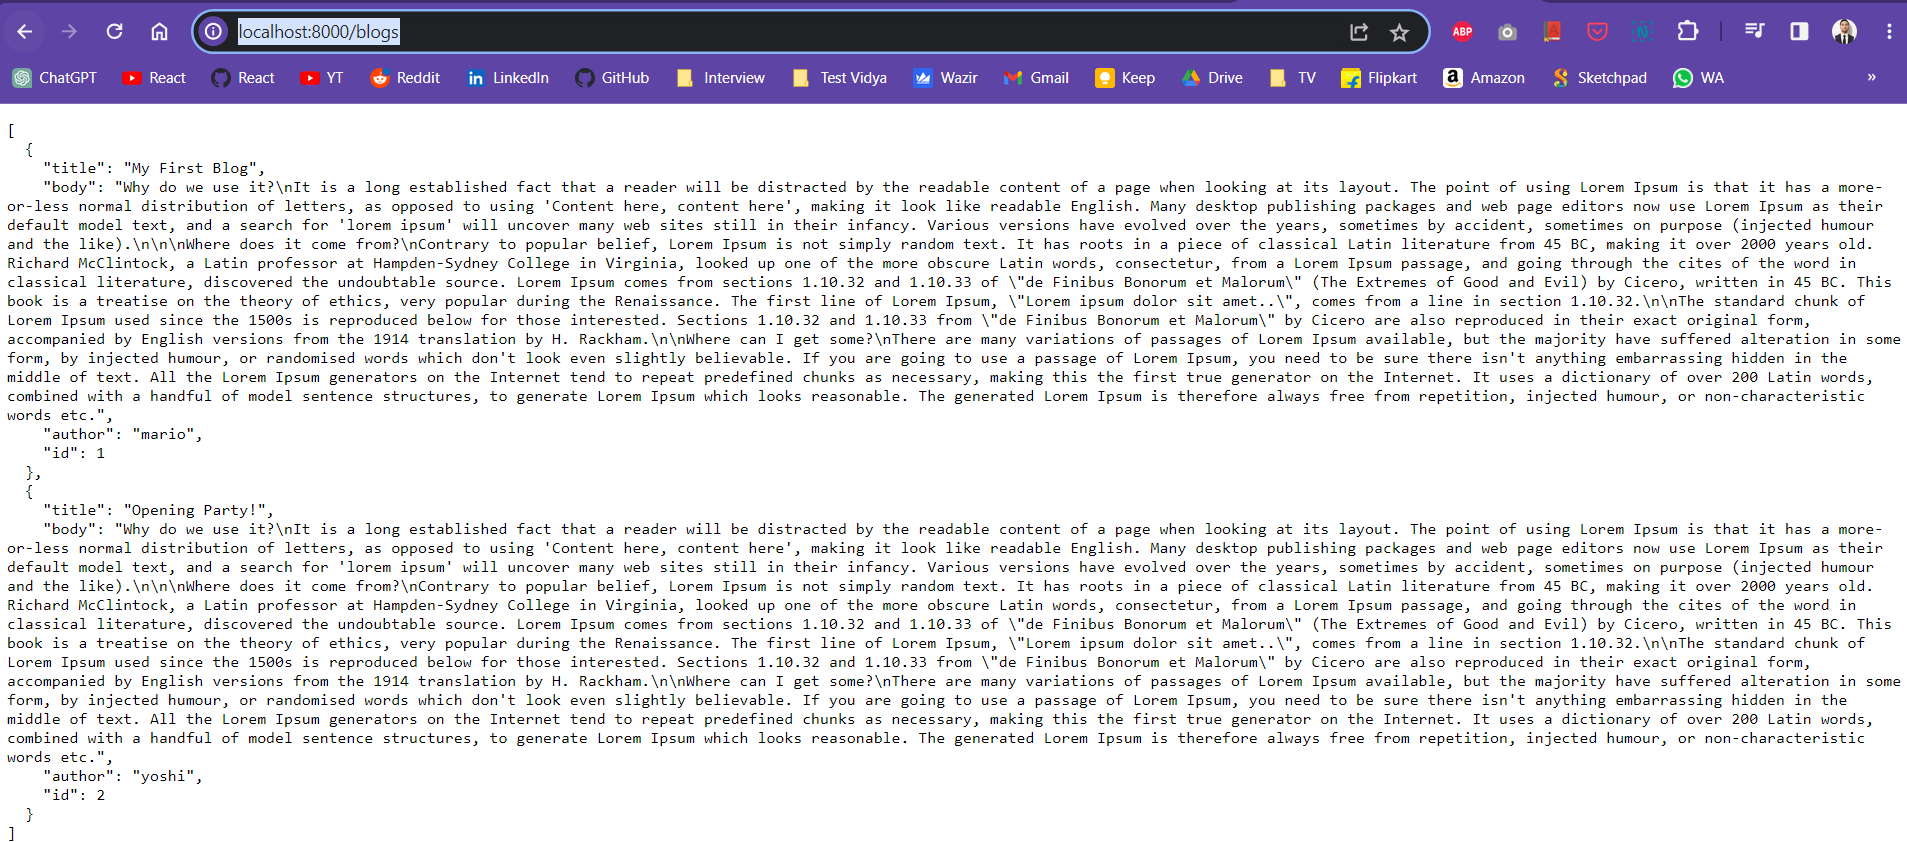 localhost:8000/blogs
ABP
ChatGPT React React YT Reddit LinkedIn GitHub Interview Test Vidya Wazir Gmail Keep Drive TV Flipkart Amazon Sketchpad WA »
[
  {
    "title": "My First Blog",
    "body": "Why do we use it?\nIt is a long established fact that a reader will be distracted by the readable content of a page when looking at its layout. The point of using Lorem Ipsum is that it has a more-
or-less normal distribution of letters, as opposed to using 'Content here, content here', making it look like readable English. Many desktop publishing packages and web page editors now use Lorem Ipsum as their
default model text, and a search for 'lorem ipsum' will uncover many web sites still in their infancy. Various versions have evolved over the years, sometimes by accident, sometimes on purpose (injected humour
and the like).\n\n\nWhere does it come from?\nContrary to popular belief, Lorem Ipsum is not simply random text. It has roots in a piece of classical Latin literature from 45 BC, making it over 2000 years old.
Richard McClintock, a Latin professor at Hampden-Sydney College in Virginia, looked up one of the more obscure Latin words, consectetur, from a Lorem Ipsum passage, and going through the cites of the word in
classical literature, discovered the undoubtable source. Lorem Ipsum comes from sections 1.10.32 and 1.10.33 of \"de Finibus Bonorum et Malorum\" (The Extremes of Good and Evil) by Cicero, written in 45 BC. This
book is a treatise on the theory of ethics, very popular during the Renaissance. The first line of Lorem Ipsum, \"Lorem ipsum dolor sit amet..\", comes from a line in section 1.10.32.\n\nThe standard chunk of
Lorem Ipsum used since the 1500s is reproduced below for those interested. Sections 1.10.32 and 1.10.33 from \"de Finibus Bonorum et Malorum\" by Cicero are also reproduced in their exact original form,
accompanied by English versions from the 1914 translation by H. Rackham.\n\nWhere can I get some?\nThere are many variations of passages of Lorem Ipsum available, but the majority have suffered alteration in some
form, by injected humour, or randomised words which don't look even slightly believable. If you are going to use a passage of Lorem Ipsum, you need to be sure there isn't anything embarrassing hidden in the
middle of text. All the Lorem Ipsum generators on the Internet tend to repeat predefined chunks as necessary, making this the first true generator on the Internet. It uses a dictionary of over 200 Latin words,
combined with a handful of model sentence structures, to generate Lorem Ipsum which looks reasonable. The generated Lorem Ipsum is therefore always free from repetition, injected humour, or non-characteristic
words etc.",
    "author": "mario",
    "id": 1
  },
  {
    "title": "Opening Party!",
    "body": "Why do we use it?\nIt is a long established fact that a reader will be distracted by the readable content of a page when looking at its layout. The point of using Lorem Ipsum is that it has a more-
or-less normal distribution of letters, as opposed to using 'Content here, content here', making it look like readable English. Many desktop publishing packages and web page editors now use Lorem Ipsum as their
default model text, and a search for 'lorem ipsum' will uncover many web sites still in their infancy. Various versions have evolved over the years, sometimes by accident, sometimes on purpose (injected humour
and the like).\n\n\nWhere does it come from?\nContrary to popular belief, Lorem Ipsum is not simply random text. It has roots in a piece of classical Latin literature from 45 BC, making it over 2000 years old.
Richard McClintock, a Latin professor at Hampden-Sydney College in Virginia, looked up one of the more obscure Latin words, consectetur, from a Lorem Ipsum passage, and going through the cites of the word in
classical literature, discovered the undoubtable source. Lorem Ipsum comes from sections 1.10.32 and 1.10.33 of \"de Finibus Bonorum et Malorum\" (The Extremes of Good and Evil) by Cicero, written in 45 BC. This
book is a treatise on the theory of ethics, very popular during the Renaissance. The first line of Lorem Ipsum, \"Lorem ipsum dolor sit amet..\", comes from a line in section 1.10.32.\n\nThe standard chunk of
Lorem Ipsum used since the 1500s is reproduced below for those interested. Sections 1.10.32 and 1.10.33 from \"de Finibus Bonorum et Malorum\" by Cicero are also reproduced in their exact original form,
accompanied by English versions from the 1914 translation by H. Rackham.\n\nWhere can I get some?\nThere are many variations of passages of Lorem Ipsum available, but the majority have suffered alteration in some
form, by injected humour, or randomised words which don't look even slightly believable. If you are going to use a passage of Lorem Ipsum, you need to be sure there isn't anything embarrassing hidden in the
middle of text. All the Lorem Ipsum generators on the Internet tend to repeat predefined chunks as necessary, making this the first true generator on the Internet. It uses a dictionary of over 200 Latin words,
combined with a handful of model sentence structures, to generate Lorem Ipsum which looks reasonable. The generated Lorem Ipsum is therefore always free from repetition, injected humour, or non-characteristic
words etc.",
    "author": "yoshi",
    "id": 2
  }
]